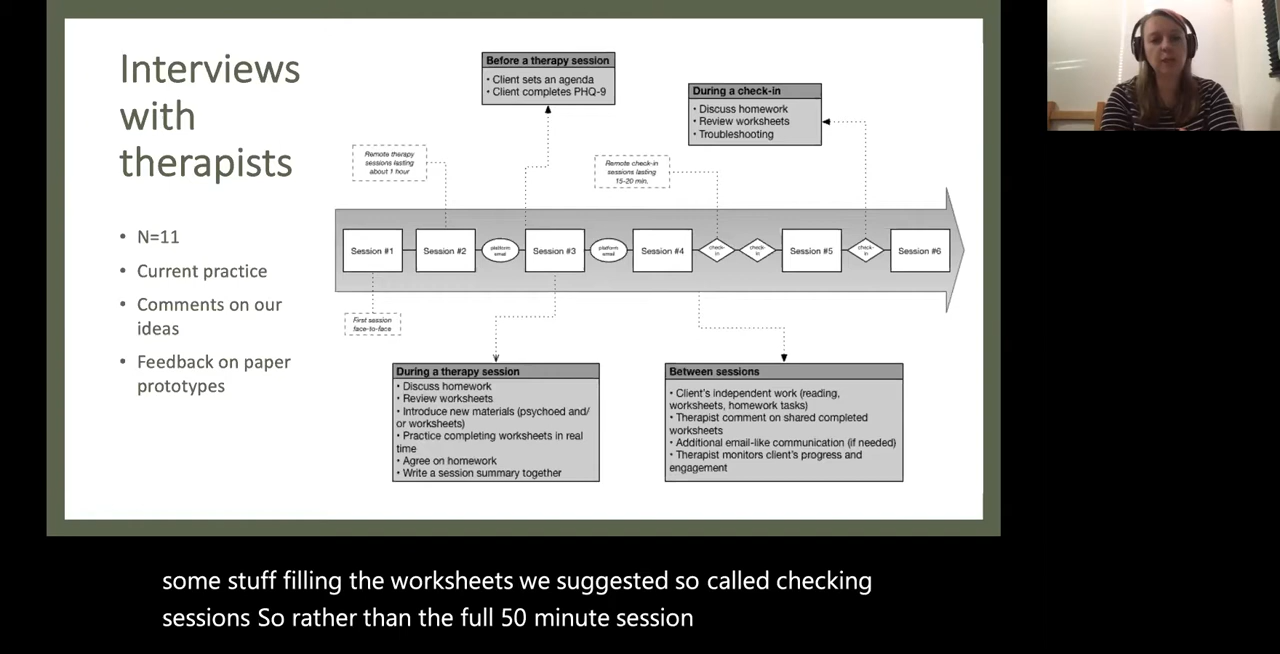 Interviews
with
therapists
• N=11
• Current practice
• Comments on our
ideas
• Feedback on paper
prototypes
Before a therapy session
• Client sets an agenda
• Client completes PHQ-9
During a check-in
• Discuss homework
• Review worksheets
• Troubleshooting
Remote therapy
sessions lasting
about 1 hour
Remote check-in
sessions lasting
15-20 min.
Session #1
Session #2
platform
email
Session #3
platform
email
Session #4
check-
in
check-
in
Session #5
check-
in
Session #6
First session
face-to-face
During a therapy session
• Discuss homework
• Review worksheets
• Introduce new materials (psychoed and/
or worksheets)
• Practice completing worksheets in real
time
• Agree on homework
• Write a session summary together
Between sessions
• Client's independent work (reading,
worksheets, homework tasks)
• Therapist comment on shared completed
worksheets
• Additional email-like communication (if needed)
• Therapist monitors client's progress and
engagement
some stuff filling the worksheets we suggested so called checking
sessions So rather than the full 50 minute session